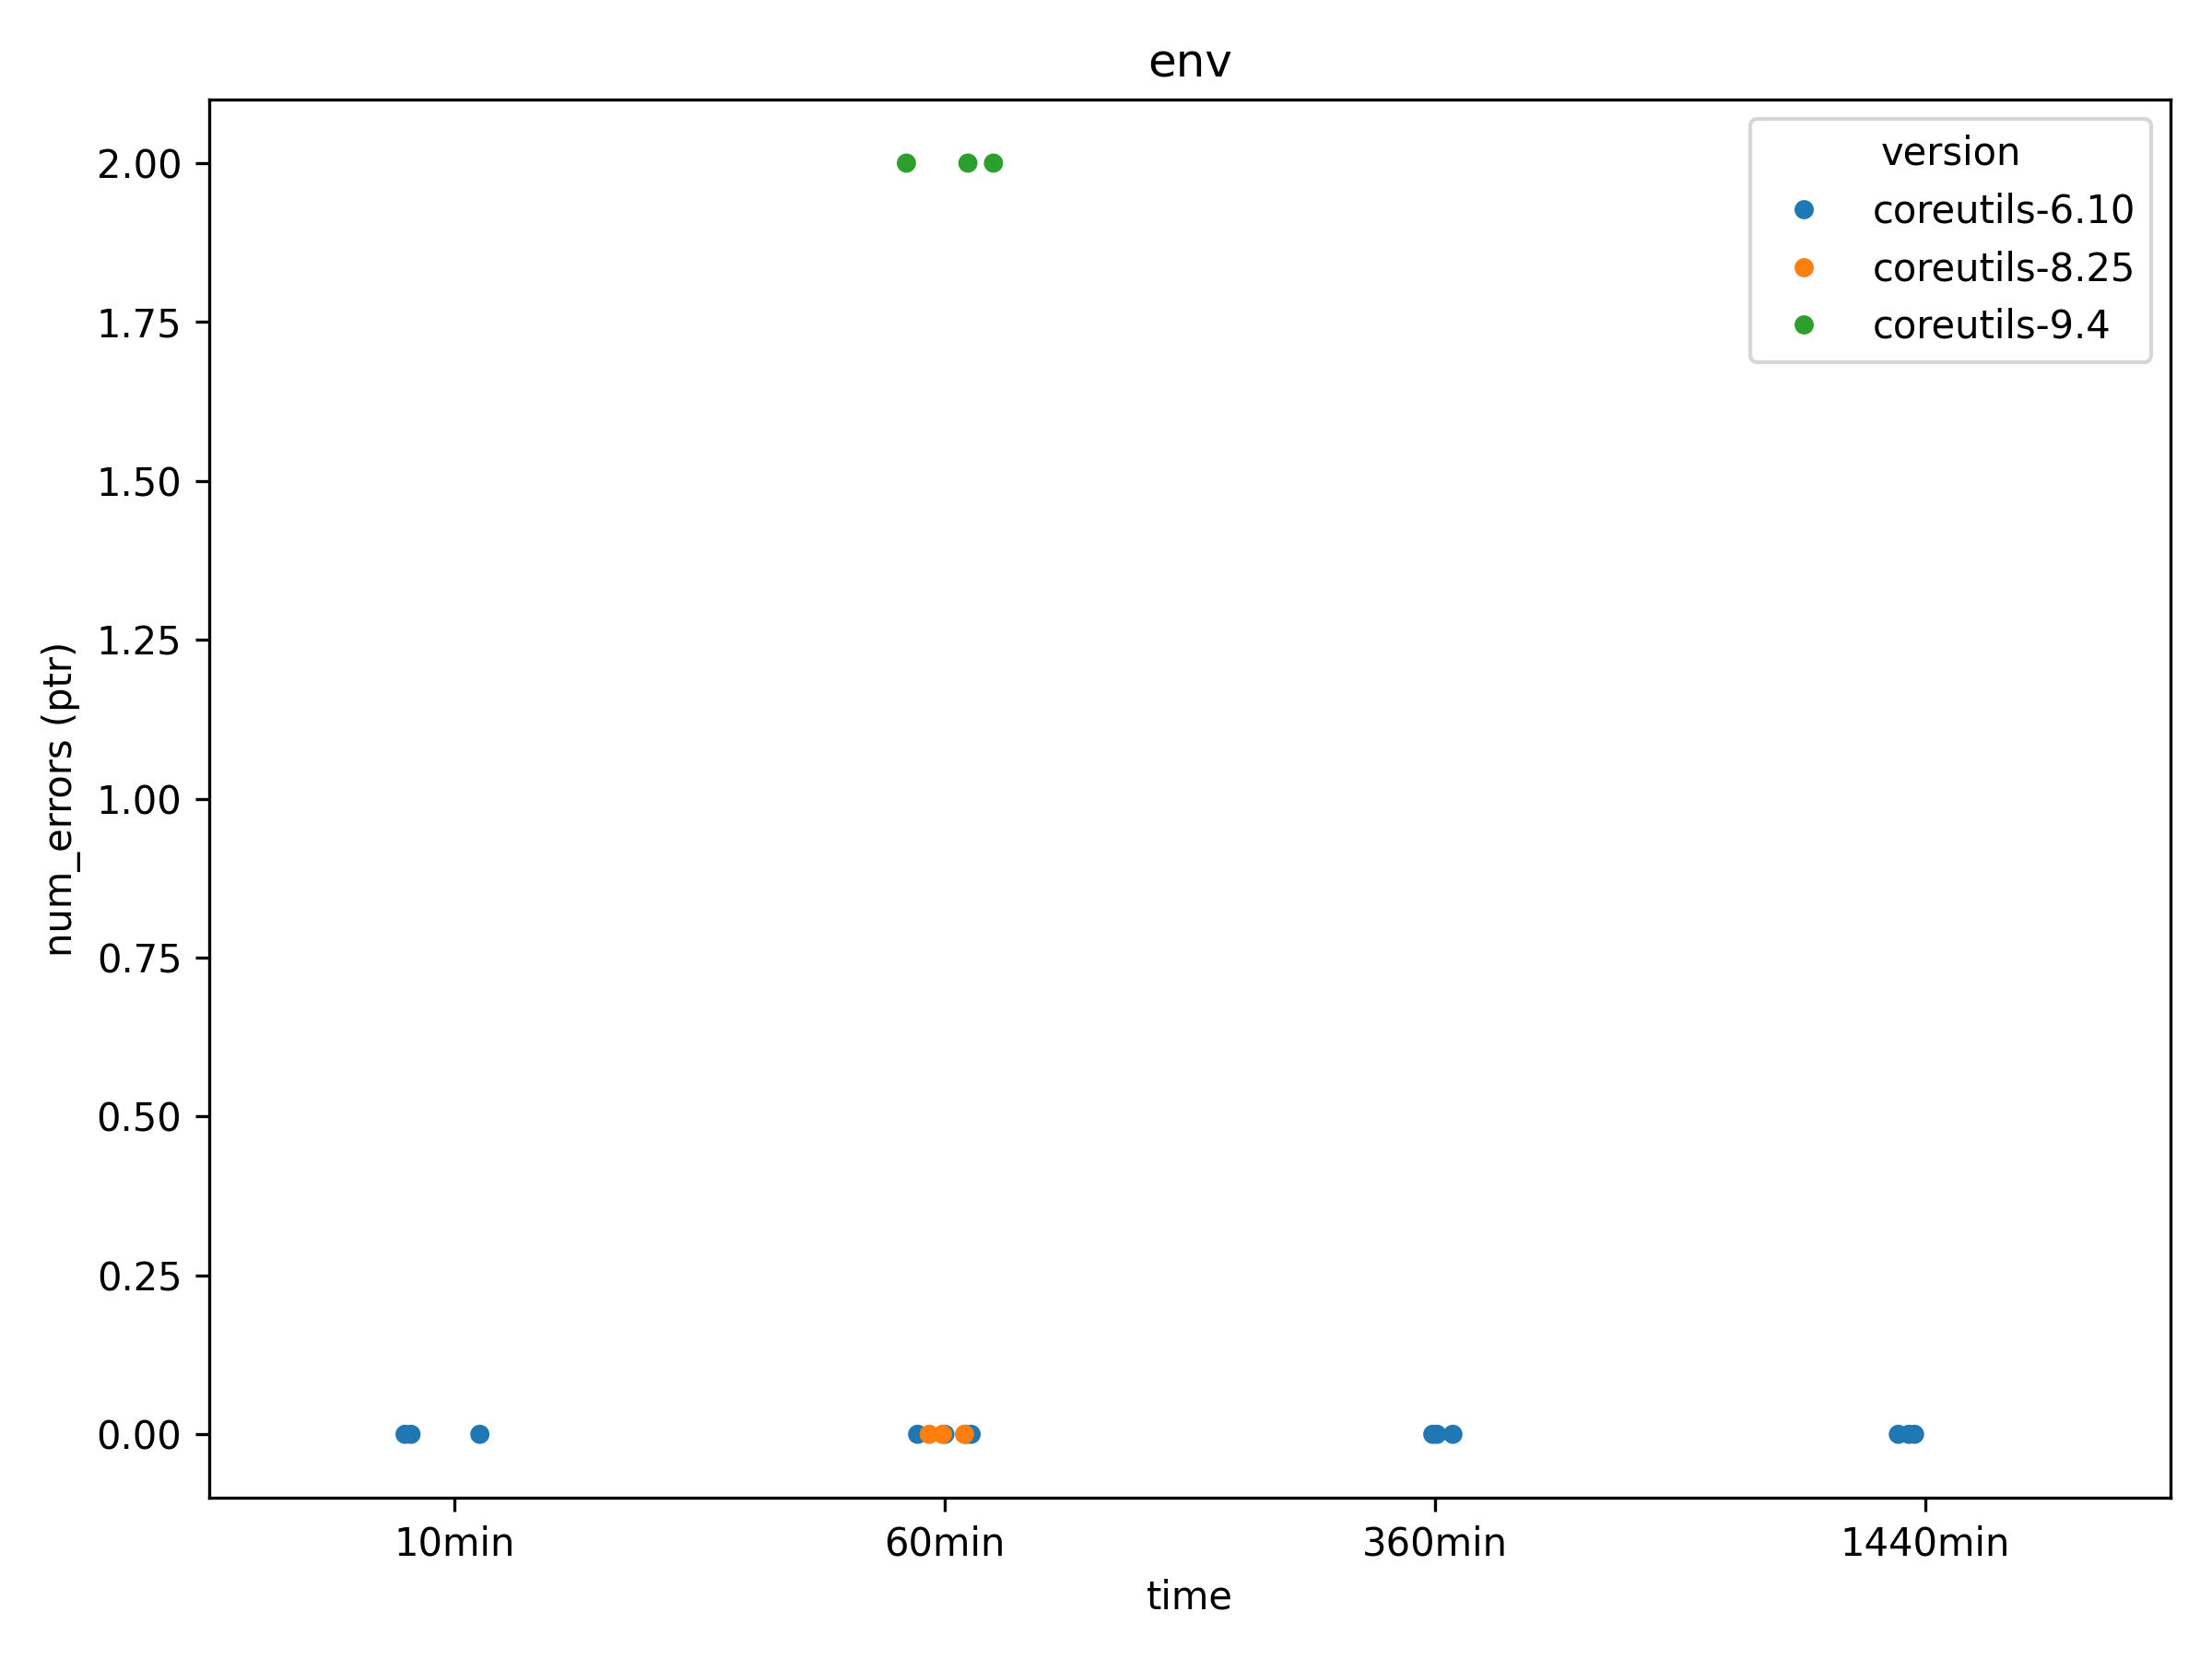 env
version
coreutils-6.10
coreutils-8.25
coreutils-9.4
num_errors (ptr)
2.00
1.75
1.50
1.25
1.00
0.75
0.50
0.25
0.00
10min 60min 360min 1440min
time